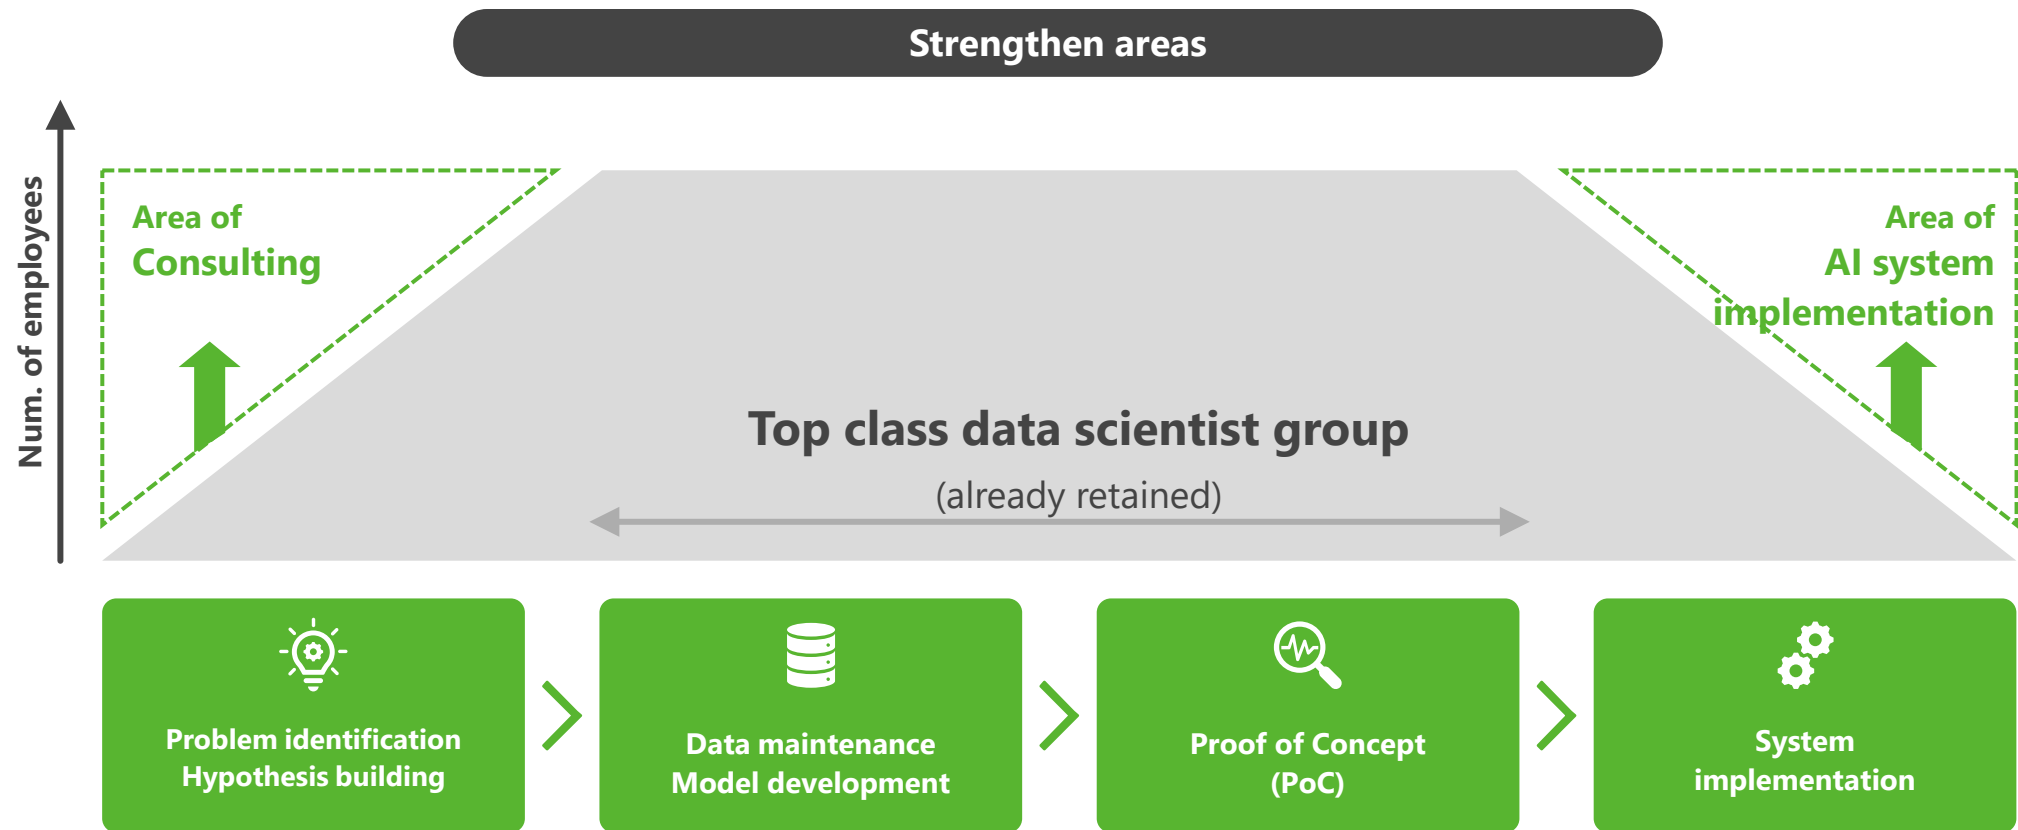 Strengthen areas
Num. of employees
Area of
Consulting
Area of
AI system
implementation
Top class data scientist group
(already retained)
Problem identification
Hypothesis building
Data maintenance
Model development
Proof of Concept
(PoC)
System
implementation